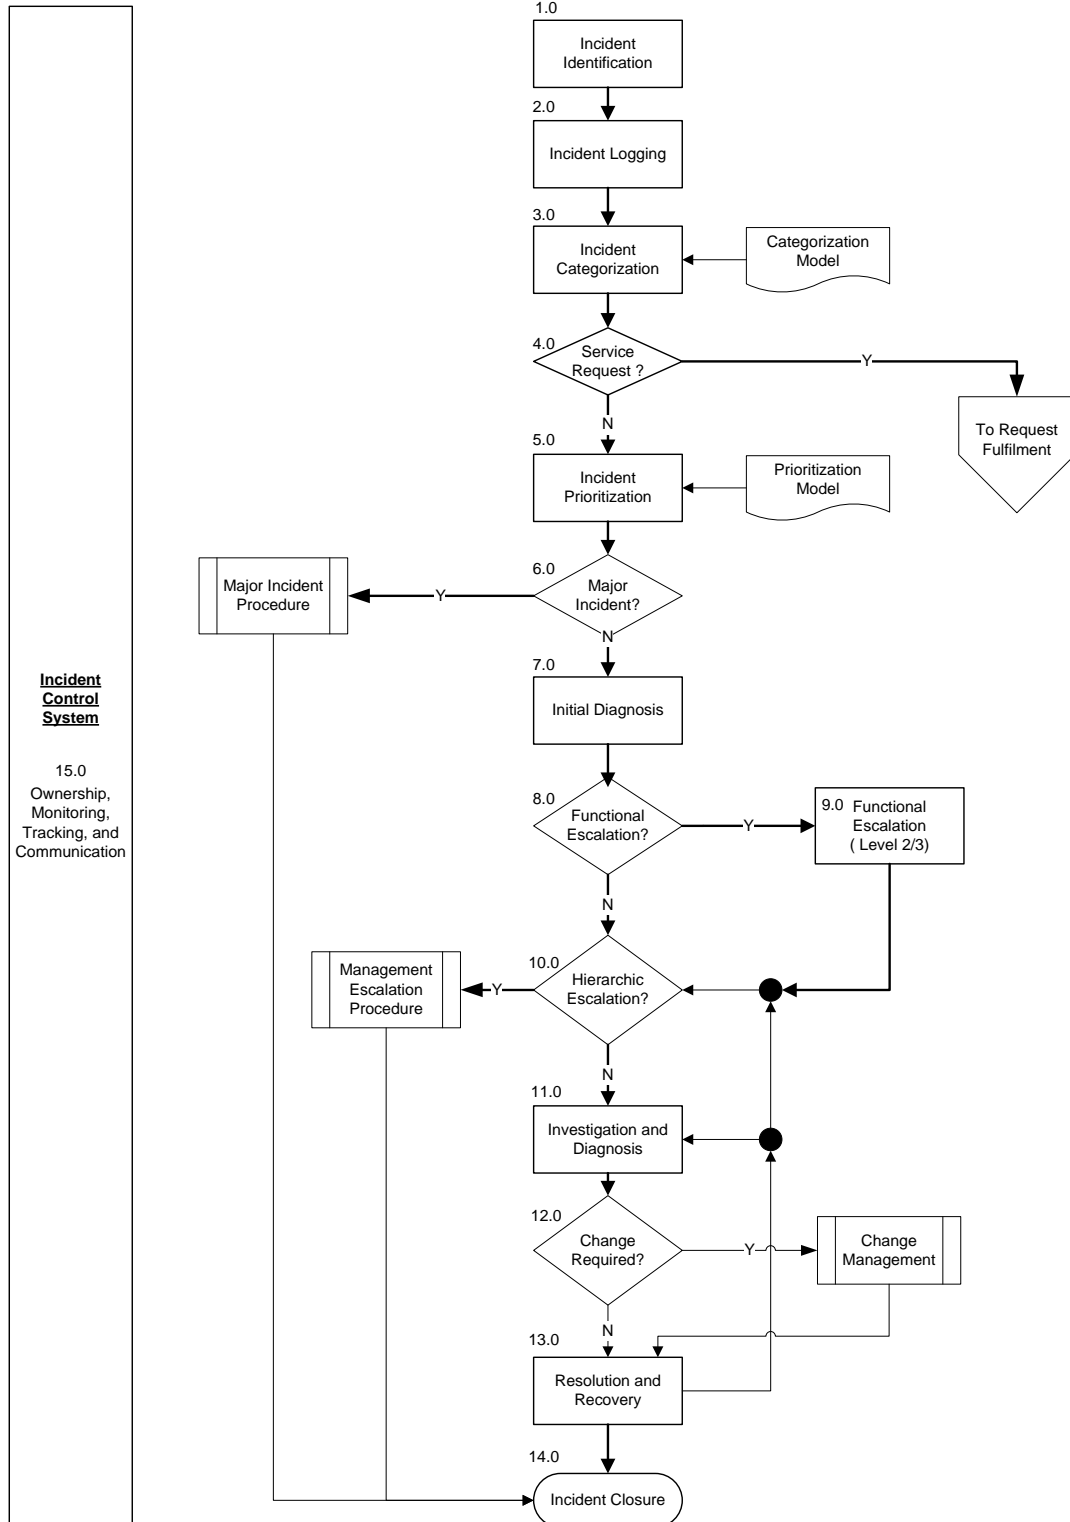 1.0
Incident
Identification
2.0
Incident Logging
3.0
Incident
Categorization
Categorization
Model
4.0
Service
Request ?
Y
To Request
Fulfilment
N
5.0
Incident
Prioritization
Prioritization
Model
6.0
Major
Incident?
Y
Major Incident
Procedure
N
7.0
Initial Diagnosis
Incident
Control
System
15.0
Ownership,
Monitoring,
Tracking, and
Communication
8.0
Functional
Escalation?
Y
9.0
Functional
Escalation
( Level 2/3)
N
10.0
Hierarchic
Escalation?
Y
Management
Escalation
Procedure
N
11.0
Investigation and
Diagnosis
12.0
Change
Required?
Y
Change
Management
N
13.0
Resolution and
Recovery
14.0
Incident Closure